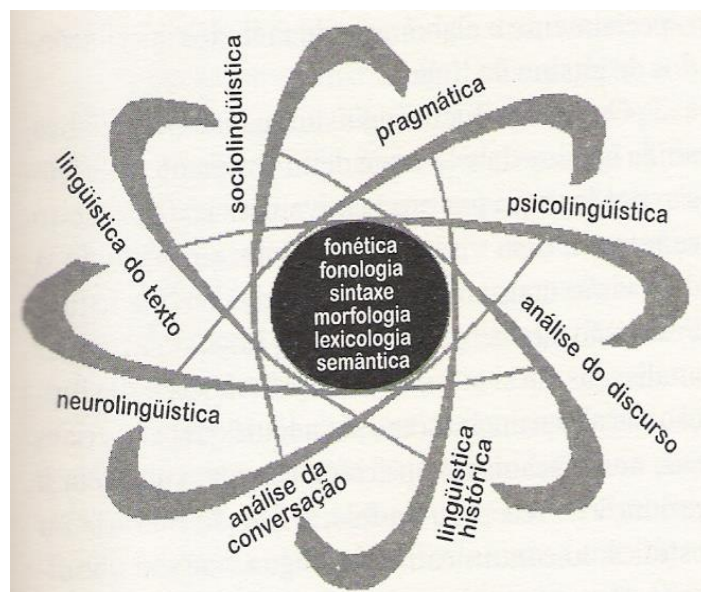 sociolingüística
pragmática
psicolingüística
lingüística do texto
fonética
fonologia
sintaxe
morfologia
lexicologia
semântica
análise do discurso
neurolingüística
análise da
conversação
lingüística
histórica